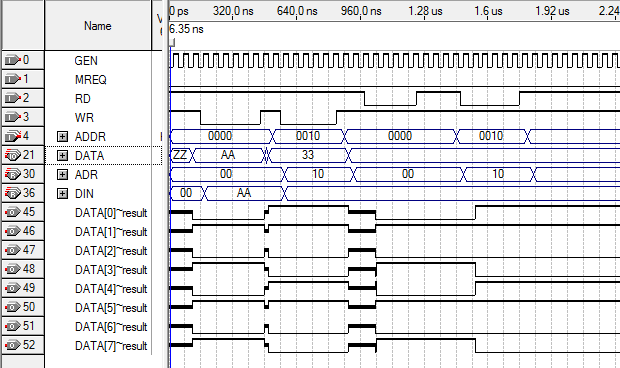 Name
V
6
0 ps 320.0 ns 640.0 ns 960.0 ns 1.28 us 1.6 us 1.92 us 2.24
6.35 ns
0 GEN
1 MREQ
2 RD
3 WR
4 ADDR 0000 0010 0000 0010
21 DATA ZZ AA 33
30 ADR 00 10 00 10
36 DIN 00 AA
45 DATA[0]~result
46 DATA[1]~result
47 DATA[2]~result
48 DATA[3]~result
49 DATA[4]~result
50 DATA[5]~result
51 DATA[6]~result
52 DATA[7]~result